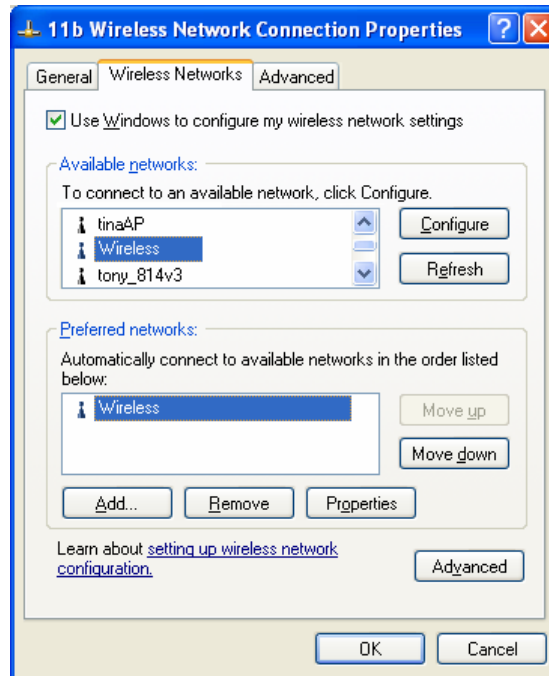 11b Wireless Network Connection Properties
General Wireless Networks Advanced
Use Windows to configure my wireless network settings
Available networks:
To connect to an available network, click Configure.
tinaAP
Configure
Wireless
Refresh
tony_814v3
Preferred networks:
Automatically connect to available networks in the order listed
below:
Wireless
Move up
Move down
Add... Remove Properties
Learn about setting up wireless network
configuration.
Advanced
OK Cancel